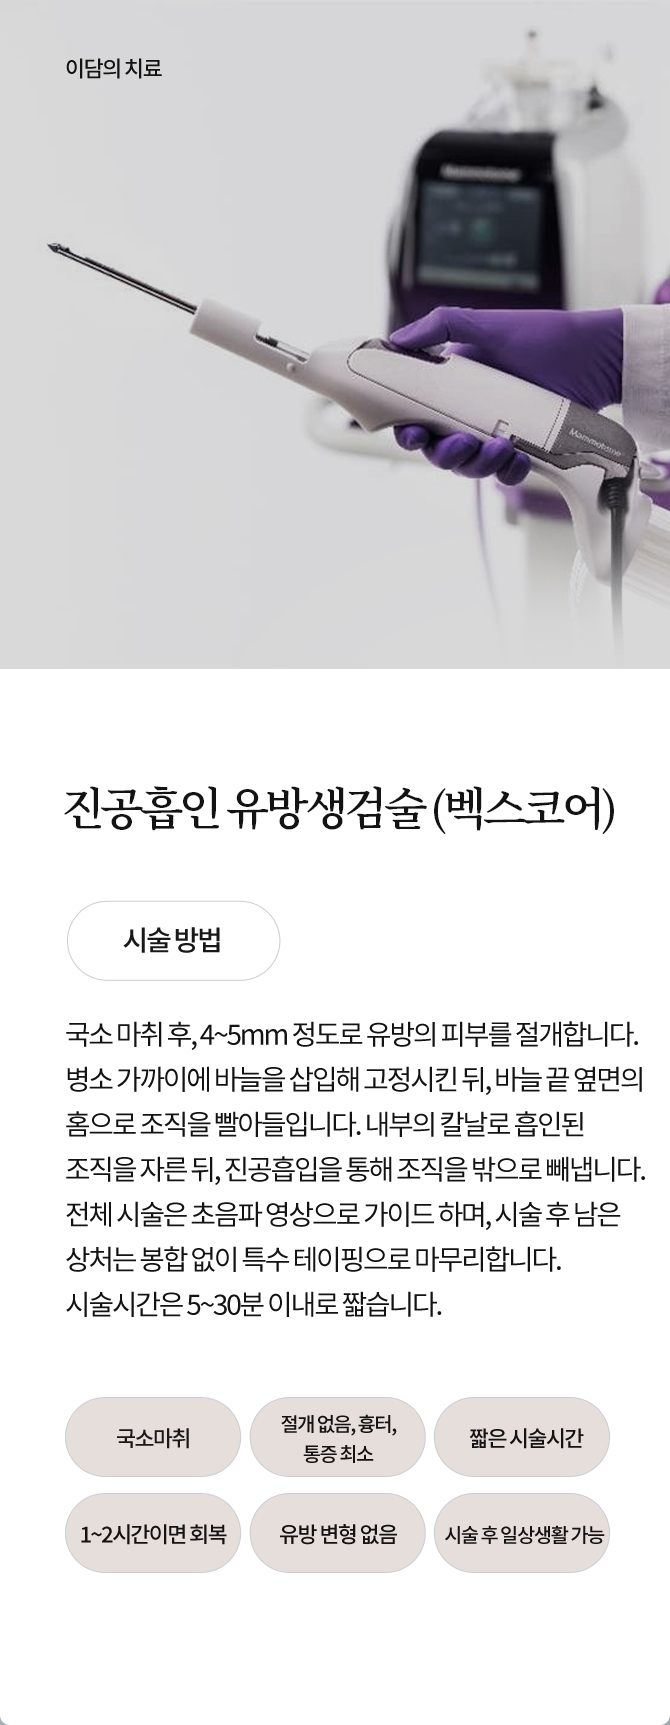 이담의 치료
Mammotome
Mammotome
진공흡인 유방생검술 (벡스코어)
시술 방법
국소 마취 후, 4~5mm 정도로 유방의 피부를 절개합니다.
병소 가까이에 바늘을 삽입해 고정시킨 뒤, 바늘 끝 옆면의
홈으로 조직을 빨아들입니다. 내부의 칼날로 흡인된
조직을 자른 뒤, 진공흡입을 통해 조직을 밖으로 빼냅니다.
전체 시술은 초음파 영상으로 가이드 하며, 시술 후 남은
상처는 봉합 없이 특수 테이핑으로 마무리합니다.
시술시간은 5~30분 이내로 짧습니다.
국소마취
절개 없음, 흉터,
통증 최소
짧은 시술시간
1~2시간이면 회복
유방 변형 없음
시술 후 일상생활 가능